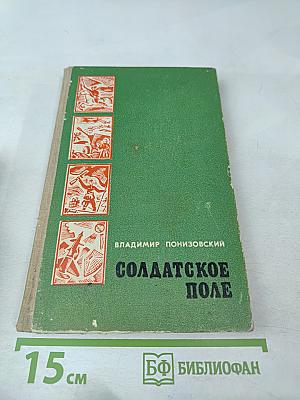 ВЛАДИМИР ПОНИЗОВСКИЙ
СОЛДАТСКОЕ
ПОЛЕ
15 см
БФ БИБЛИОФАН